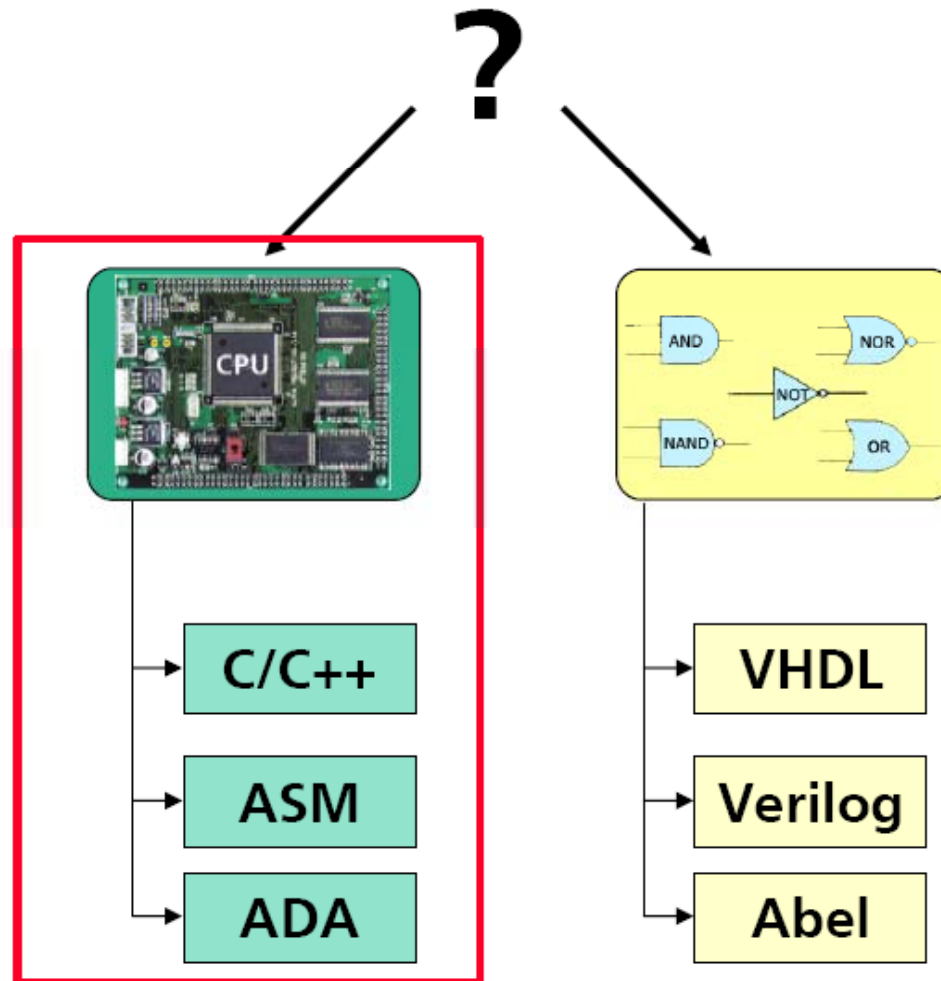 ?
CPU
AND
NOR
NOT
NAND
OR
C/C++
ASM
ADA
VHDL
Verilog
Abel